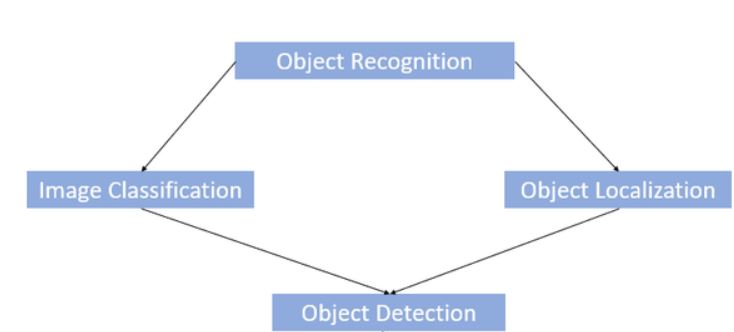 Object Recognition
Image Classification
Object Localization
Object Detection